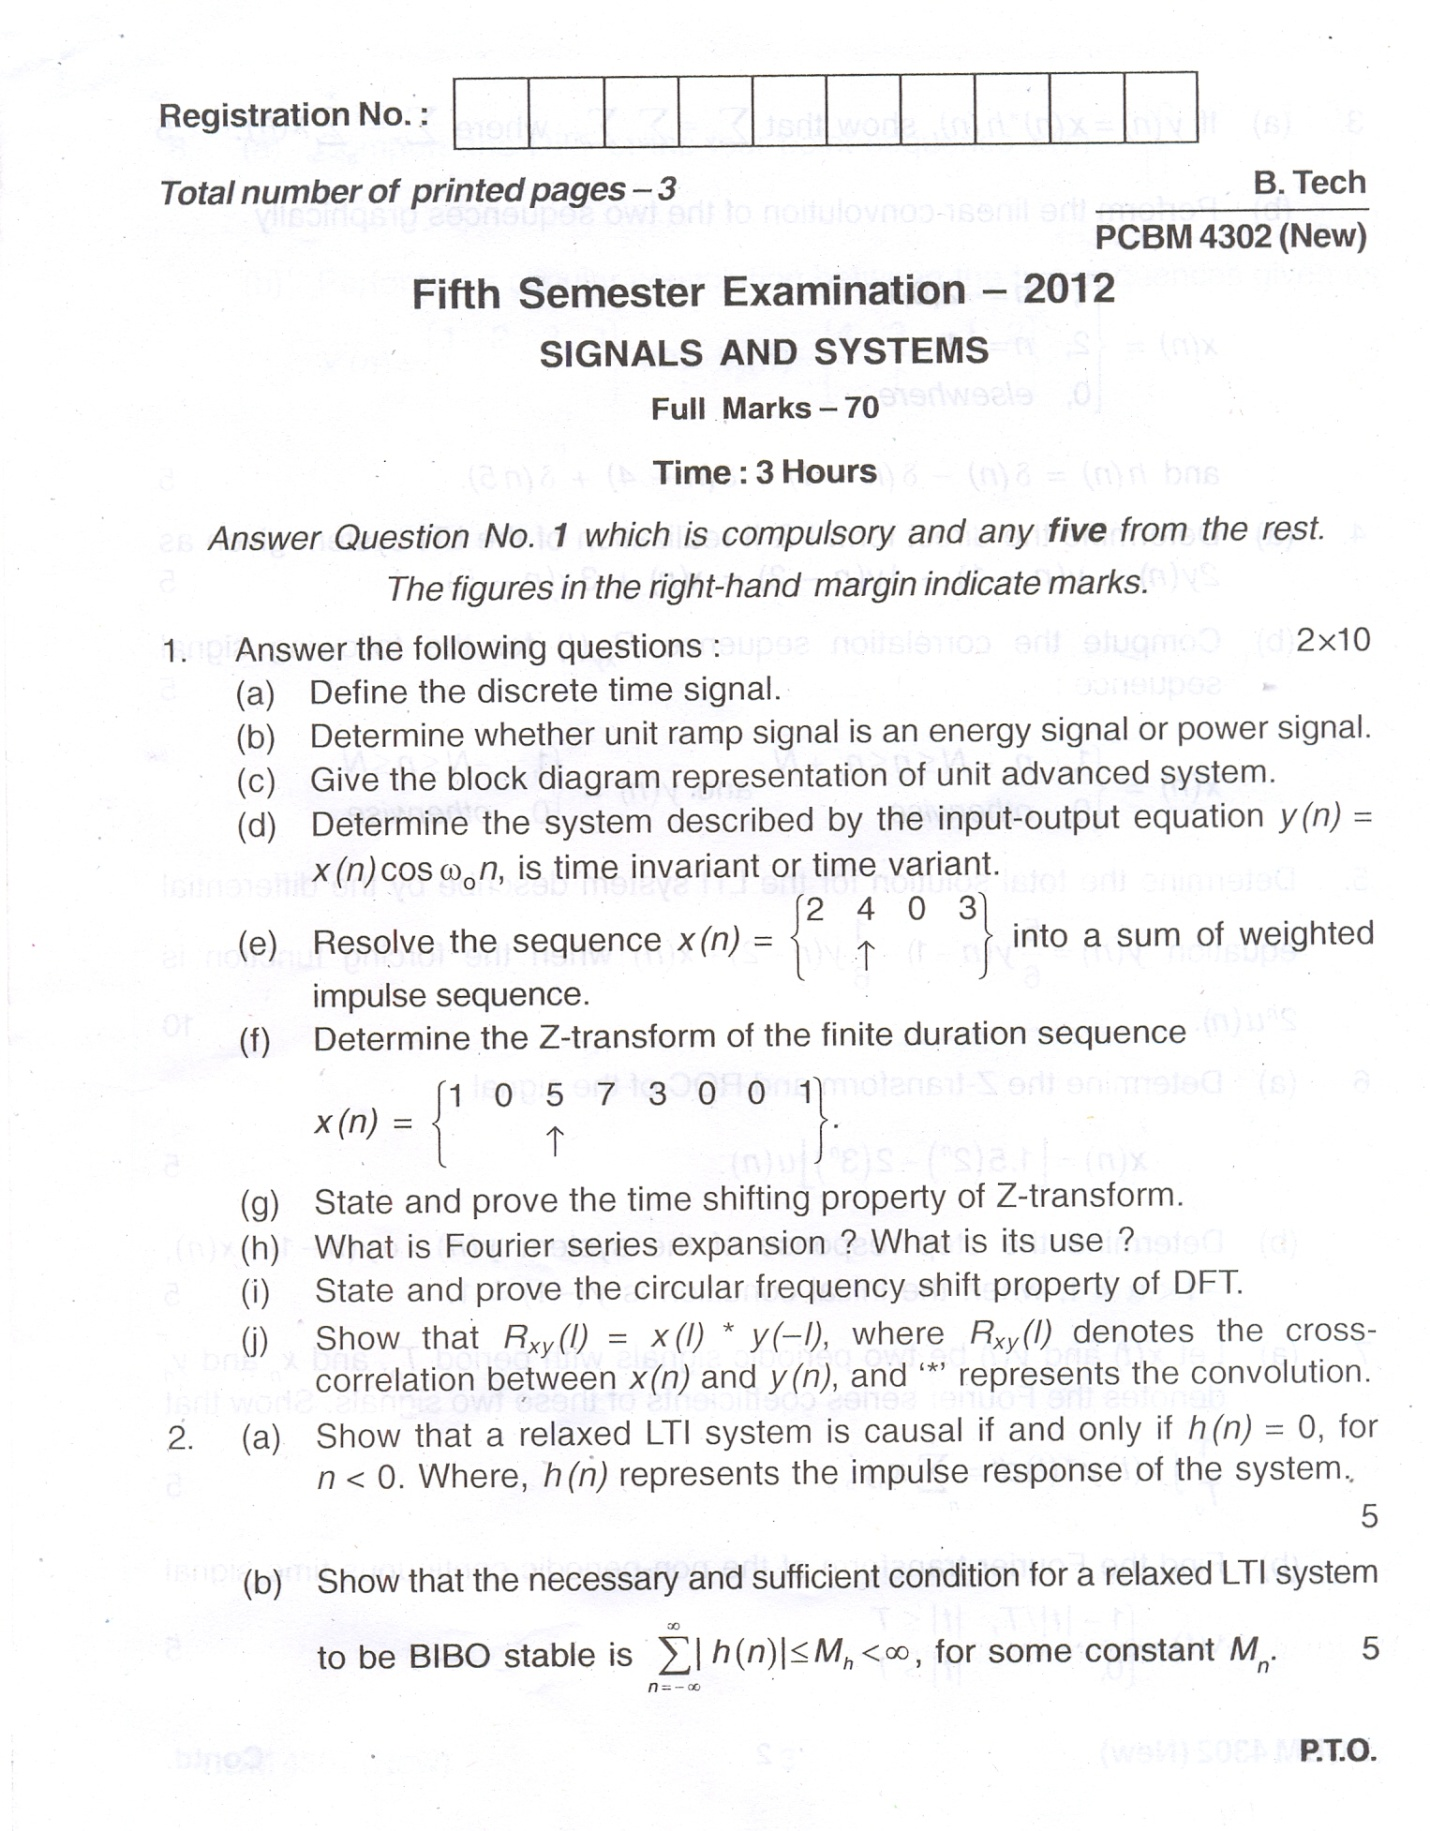 Registration No. :
Total number of printed pages – 3
B. Tech
PCBM 4302 (New)
Fifth Semester Examination – 2012
SIGNALS AND SYSTEMS
Full Marks – 70
Time : 3 Hours
Answer Question No. 1 which is compulsory and any five from the rest.
The figures in the right-hand margin indicate marks.
1. Answer the following questions : 2×10
(a) Define the discrete time signal.
(b) Determine whether unit ramp signal is an energy signal or power signal.
(c) Give the block diagram representation of unit advanced system.
(d) Determine the system described by the input-output equation y(n) =
x(n)cos ω₀n, is time invariant or time variant.
(e) Resolve the sequence x(n) = {2 4 0 3} into a sum of weighted
↑
impulse sequence.
(f) Determine the Z-transform of the finite duration sequence
x(n) = {1 0 5 7 3 0 0 1}.
↑
(g) State and prove the time shifting property of Z-transform.
(h) What is Fourier series expansion ? What is its use ?
(i) State and prove the circular frequency shift property of DFT.
(j) Show that Rxy(l) = x(l) * y(–l), where Rxy(l) denotes the cross-
correlation between x(n) and y(n), and ‘*’ represents the convolution.
2. (a) Show that a relaxed LTI system is causal if and only if h(n) = 0, for
n < 0. Where, h(n) represents the impulse response of the system.
5
(b) Show that the necessary and sufficient condition for a relaxed LTI system
to be BIBO stable is ∞ Σ n=–∞ |h(n)| ≤ Mh < ∞, for some constant Mn. 5
P.T.O.